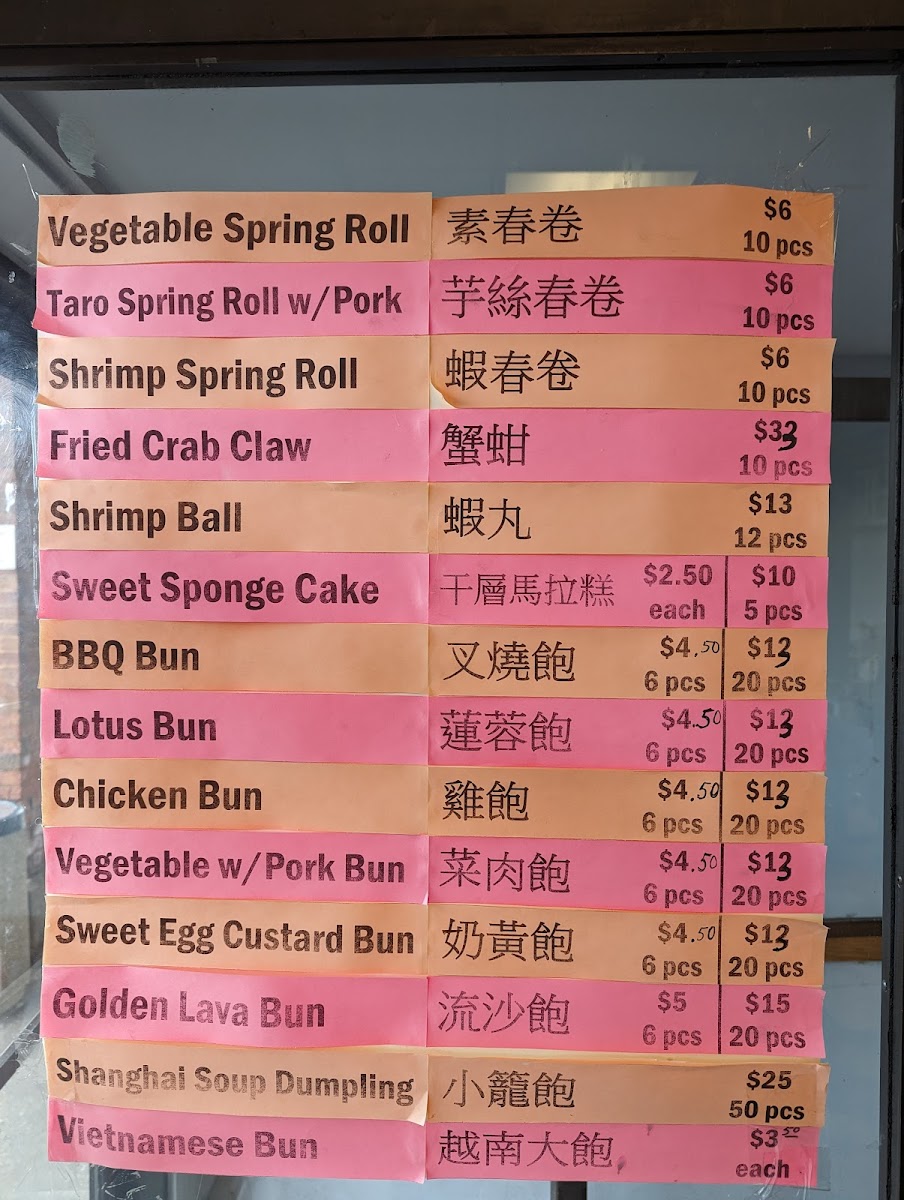 Vegetable Spring Roll 素春卷 $6
10 pcs
Taro Spring Roll w/Pork 芋絲春卷 $6
10 pcs
Shrimp Spring Roll 蝦春卷 $6
10 pcs
Fried Crab Claw 蟹蚶 $33
10 pcs
Shrimp Ball 蝦丸 $13
12 pcs
Sweet Sponge Cake 千層馬拉糕 $2.50 $10
each 5 pcs
BBQ Bun 叉燒飽 $4.50 $13
6 pcs 20 pcs
Lotus Bun 蓮蓉飽 $4.50 $13
6 pcs 20 pcs
Chicken Bun 雞飽 $4.50 $13
6 pcs 20 pcs
Vegetable w/Pork Bun 菜肉飽 $4.50 $13
6 pcs 20 pcs
Sweet Egg Custard Bun 奶黃飽 $4.50 $13
6 pcs 20 pcs
Golden Lava Bun 流沙飽 $5 $15
6 pcs 20 pcs
Shanghai Soup Dumpling 小籠飽 $25
50 pcs
Vietnamese Bun 越南大飽 $3.50
each